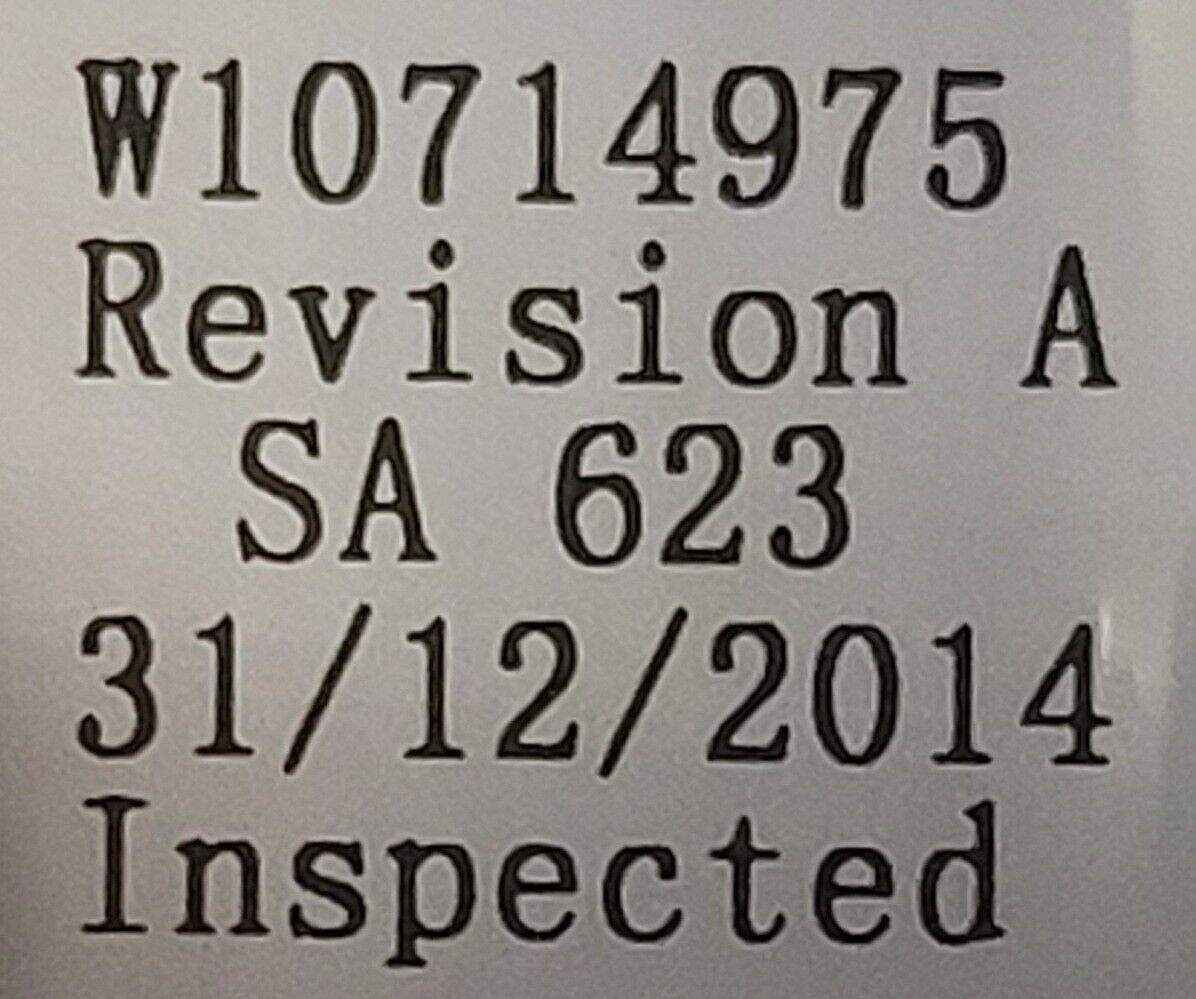 W10714975
Revision A
SA 623
31/12/2014
Inspected